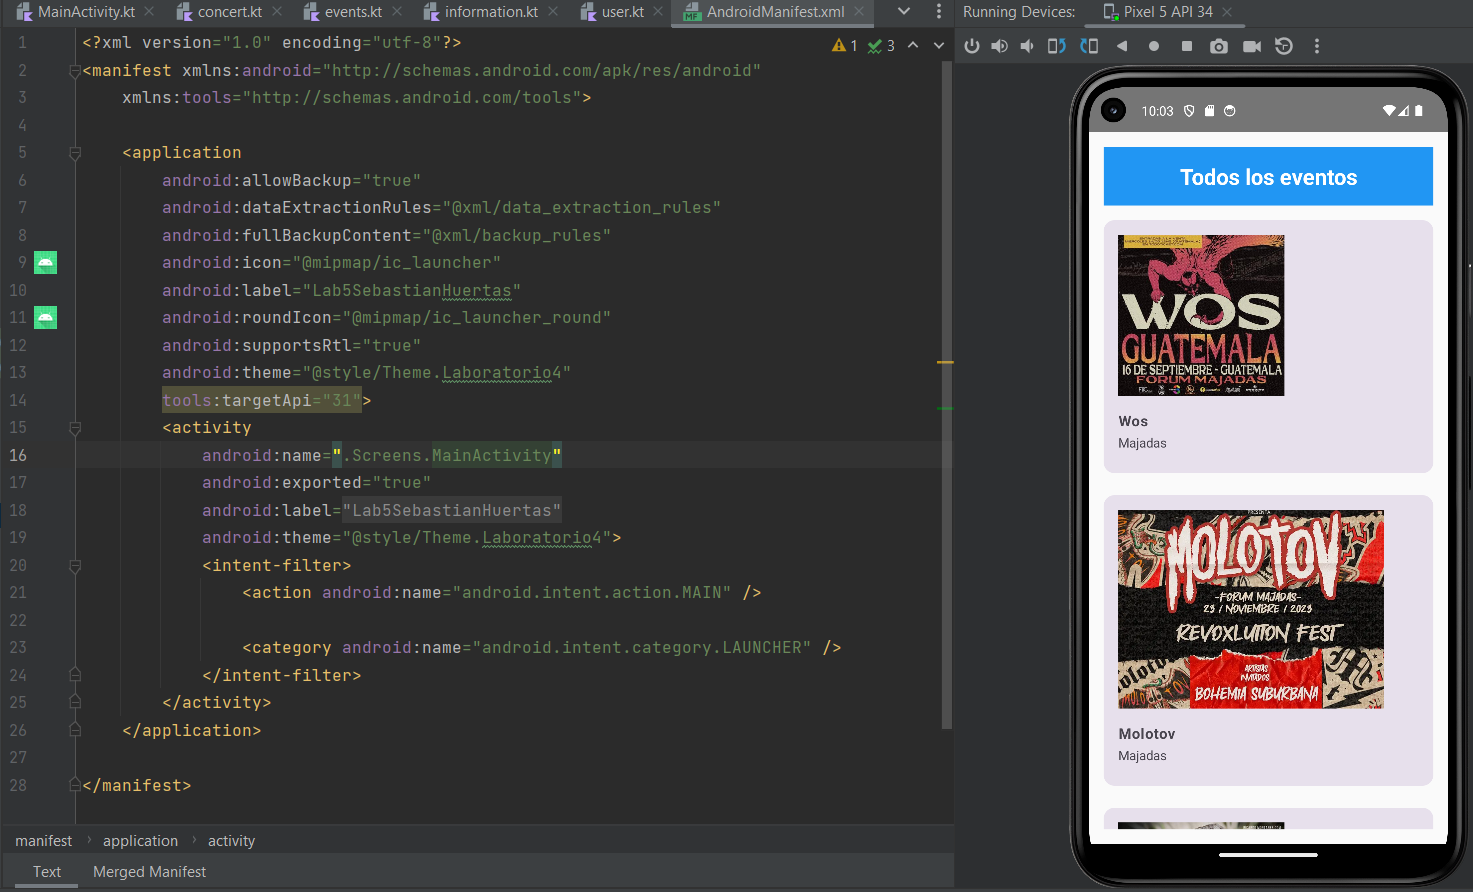 MainActivity.kt concert.kt events.kt information.kt user.kt AndroidManifest.xml
1 <?xml version="1.0" encoding="utf-8"?>
2 <manifest xmlns:android="http://schemas.android.com/apk/res/android"
3 xmlns:tools="http://schemas.android.com/tools">
4
5 <application
6 android:allowBackup="true"
7 android:dataExtractionRules="@xml/data_extraction_rules"
8 android:fullBackupContent="@xml/backup_rules"
9 android:icon="@mipmap/ic_launcher"
10 android:label="Lab5SebastianHuertas"
11 android:roundIcon="@mipmap/ic_launcher_round"
12 android:supportsRtl="true"
13 android:theme="@style/Theme.Laboratorio4"
14 tools:targetApi="31">
15 <activity
16 android:name=".Screens.MainActivity"
17 android:exported="true"
18 android:label="Lab5SebastianHuertas"
19 android:theme="@style/Theme.Laboratorio4">
20 <intent-filter>
21 <action android:name="android.intent.action.MAIN" />
22
23 <category android:name="android.intent.category.LAUNCHER" />
24 </intent-filter>
25 </activity>
26 </application>
27
28 </manifest>
1 3
manifest application activity
Text Merged Manifest
Running Devices: Pixel 5 API 34
10:03
Todos los eventos
WOS
GUATEMALA
16 DE SEPTIEMBRE - GUATEMALA
FORUM MAJADAS
Wos
Majadas
PRESENTA
MOLOTOV
-FORUM MAJADAS-
23 / NOVIEMBRE / 2023
REVOXLUTION FEST
ARTISTAS
INVITADOS
BOHEMIA SUBURBANA
Molotov
Majadas